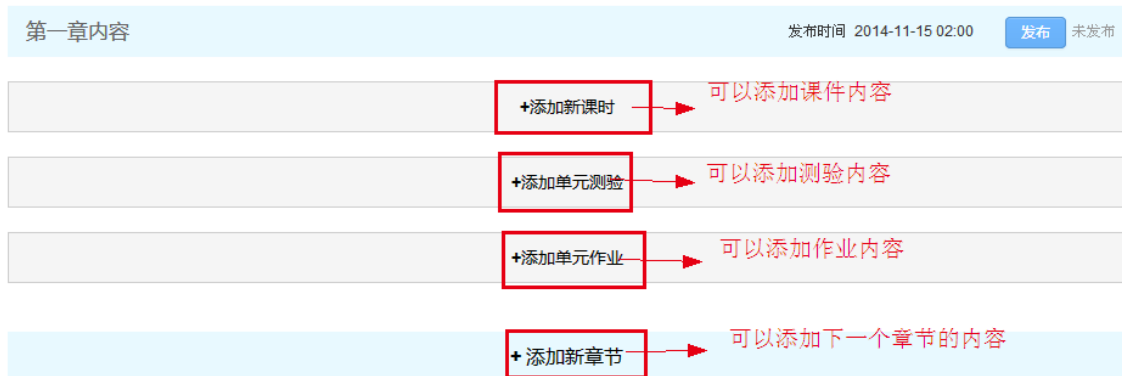 第一章内容 发布时间 2014-11-15 02:00 发布 未发布
+添加新课时 可以添加课件内容
+添加单元测验 可以添加测验内容
+添加单元作业 可以添加作业内容
+ 添加新章节 可以添加下一个章节的内容